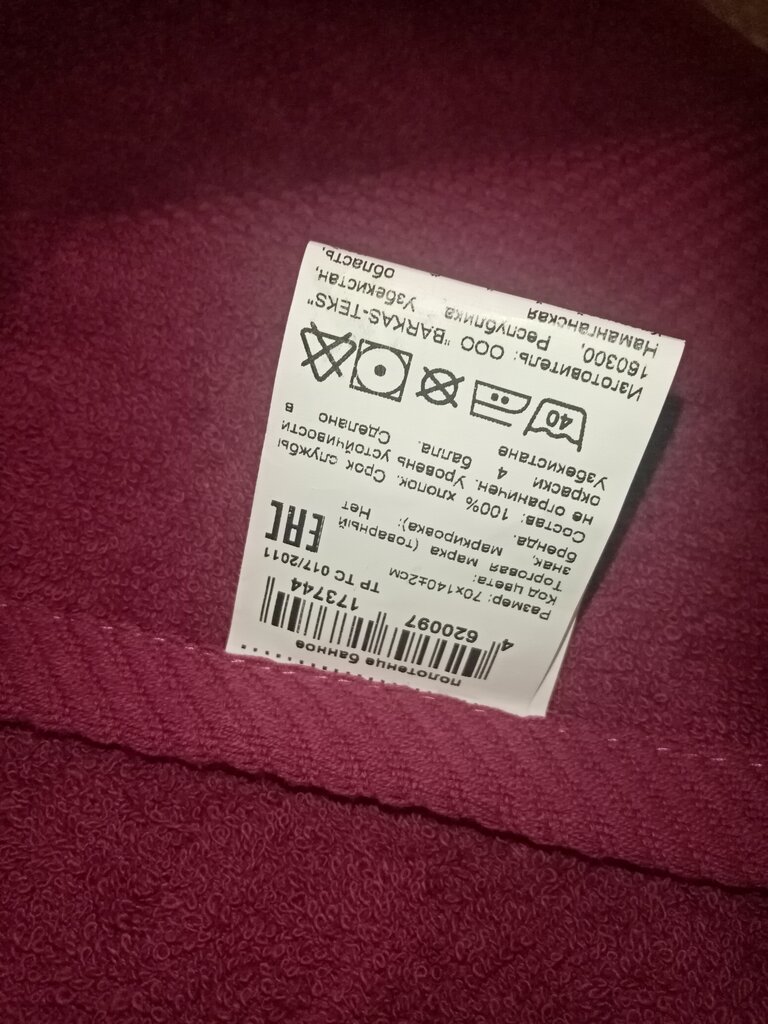 полотенце банное
4 620097 173744
Размер: 70х140±2см
Код цвета: ТР ТС 017/2011
Торговая марка (товарный
знак, маркировка): Нет
бренда.
EAC
Состав: 100% хлопок. Срок службы
не ограничен. Уровень устойчивости
окраски 4 балла. Сделано в
Узбекистане
40
Изготовитель: ООО "BARKAS-TEKS"
160300, Республика Узбекистан,
Наманганская область,